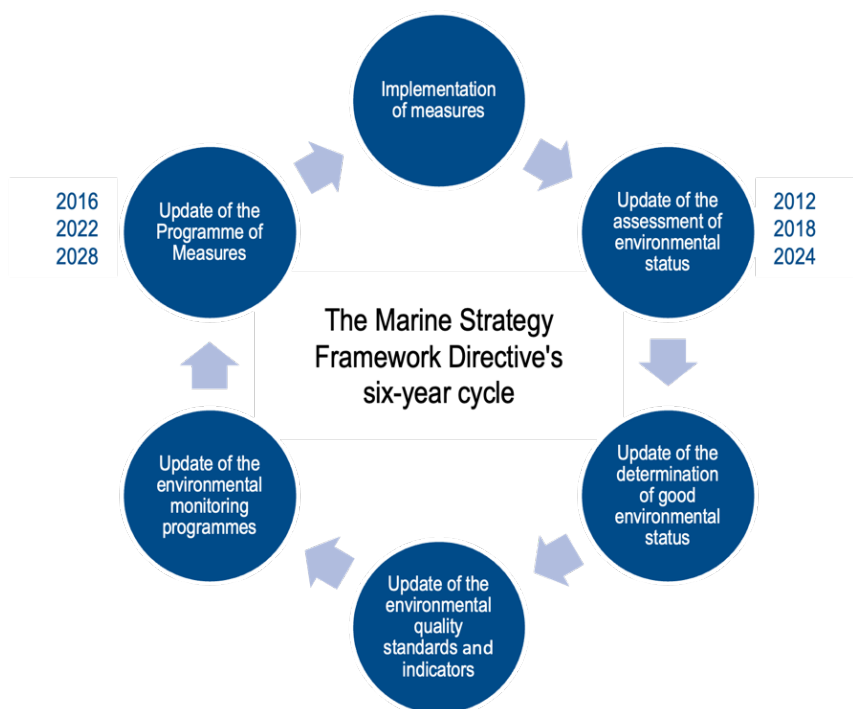 Implementation
of measures
Update of the
assessment of
environmental
status
2012
2018
2024
Update of the
determination
of good
environmental
status
Update of the
environmental
quality
standards and
indicators
Update of the
environmental
monitoring
programmes
Update of the
Programme of
Measures
2016
2022
2028
The Marine Strategy
Framework Directive's
six-year cycle